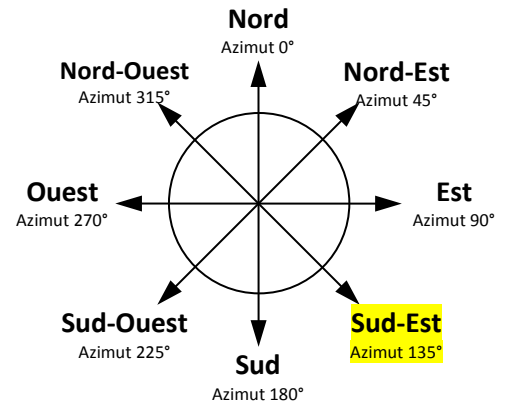 Nord
Azimut 0°
Nord-Ouest
Azimut 315°
Nord-Est
Azimut 45°
Ouest
Azimut 270°
Est
Azimut 90°
Sud-Ouest
Azimut 225°
Sud-Est
Azimut 135°
Sud
Azimut 180°